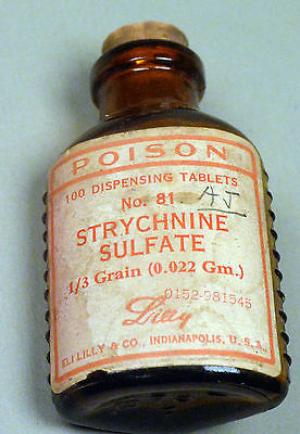 POISON
100 DISPENSING TABLETS
No. 81 AJ
STRYCHNINE
SULFATE
1/3 Grain (0.022 Gm.)
0152-981545
Lilly
ELI LILLY & CO., INDIANAPOLIS, U. S. A.